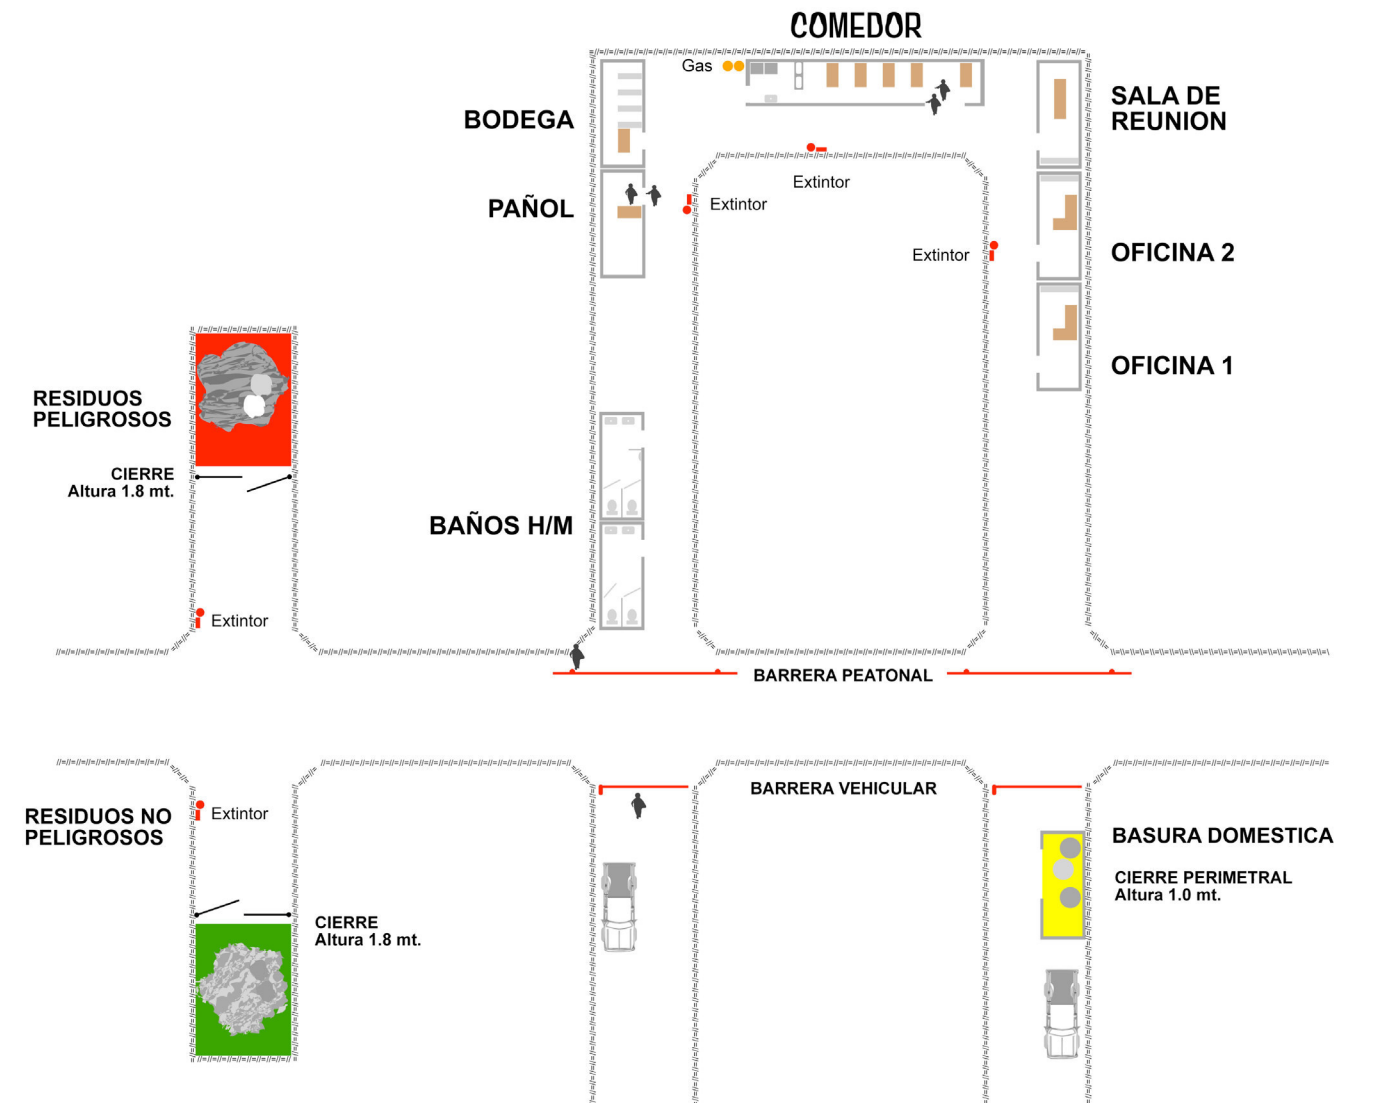 COMEDOR
Gas
BODEGA
SALA DE
REUNION
Extintor
PAÑOL
Extintor
Extintor
OFICINA 2
OFICINA 1
RESIDUOS
PELIGROSOS
CIERRE
Altura 1.8 mt.
BAÑOS H/M
Extintor
BARRERA PEATONAL
BARRERA VEHICULAR
RESIDUOS NO
PELIGROSOS
Extintor
BASURA DOMESTICA
CIERRE PERIMETRAL
Altura 1.0 mt.
CIERRE
Altura 1.8 mt.